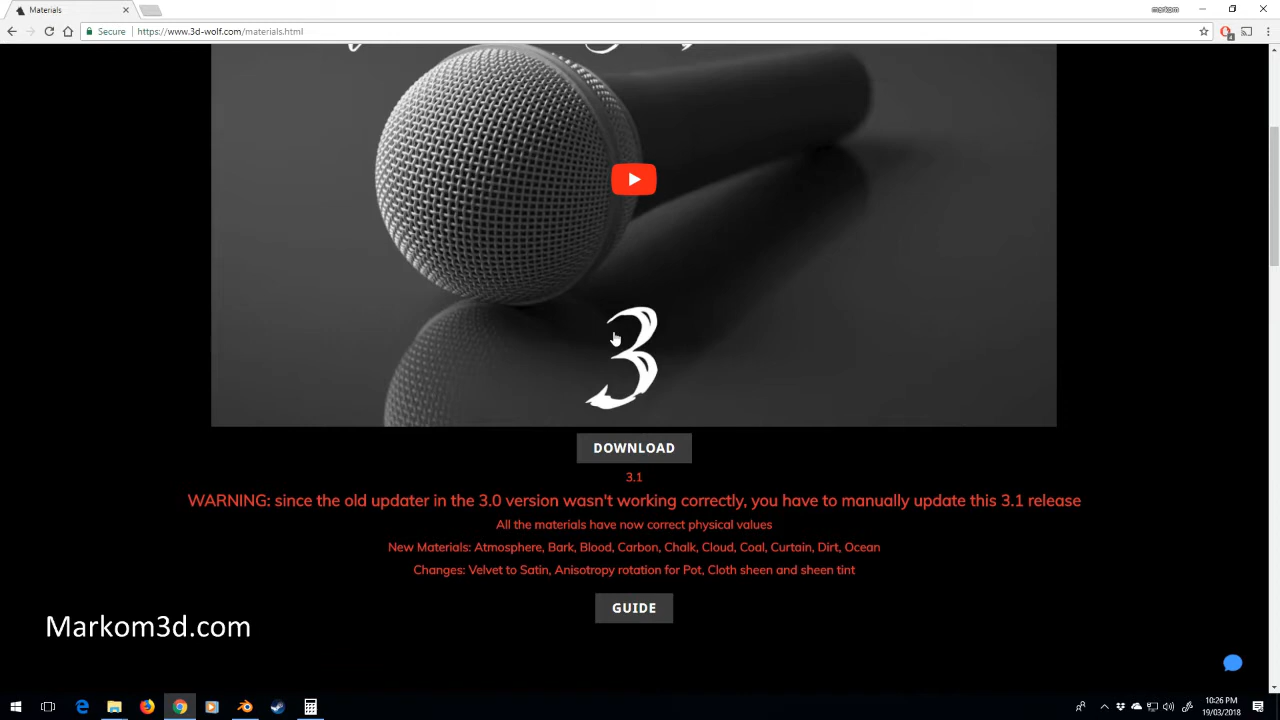 Materials
markom
Secure
https://www.3d-wolf.com/materials.html
3
DOWNLOAD
3.1
WARNING: since the old updater in the 3.0 version wasn't working correctly, you have to manually update this 3.1 release
All the materials have now correct physical values
New Materials: Atmosphere, Bark, Blood, Carbon, Chalk, Cloud, Coal, Curtain, Dirt, Ocean
Changes: Velvet to Satin, Anisotropy rotation for Pot, Cloth sheen and sheen tint
GUIDE
Markom3d.com
10:26 PM
19/03/2018